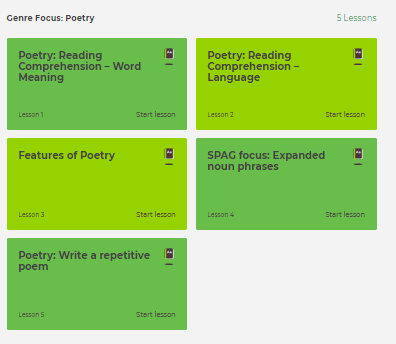 Genre Focus: Poetry
5 Lessons
Poetry: Reading
Comprehension – Word
Meaning
Lesson 1
Start lesson
Poetry: Reading
Comprehension –
Language
Lesson 2
Start lesson
Features of Poetry
Lesson 3
Start lesson
SPAG focus: Expanded
noun phrases
Lesson 4
Start lesson
Poetry: Write a repetitive
poem
Lesson 5
Start lesson